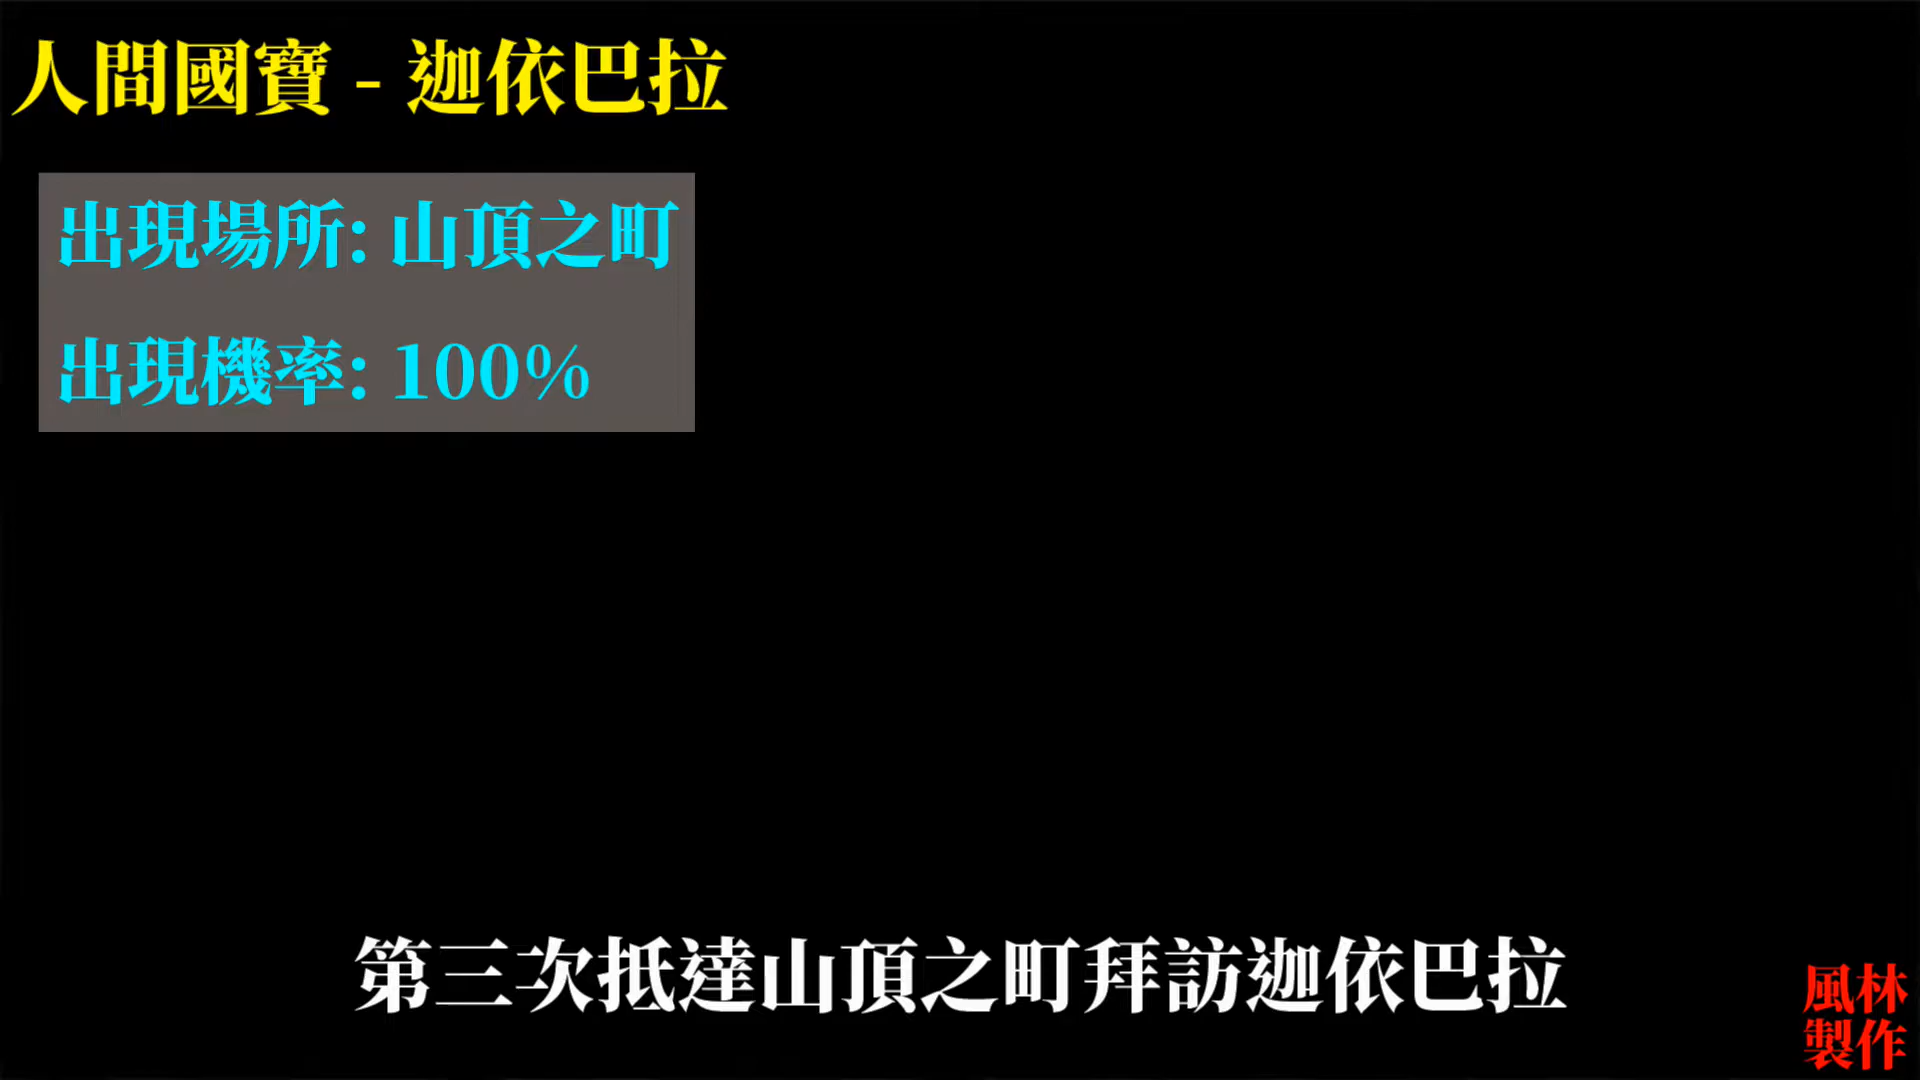 人間國寶 - 迦依巴拉
出現場所: 山頂之町
出現機率: 100%
第三次抵達山頂之町拜訪迦依巴拉
風林
製作